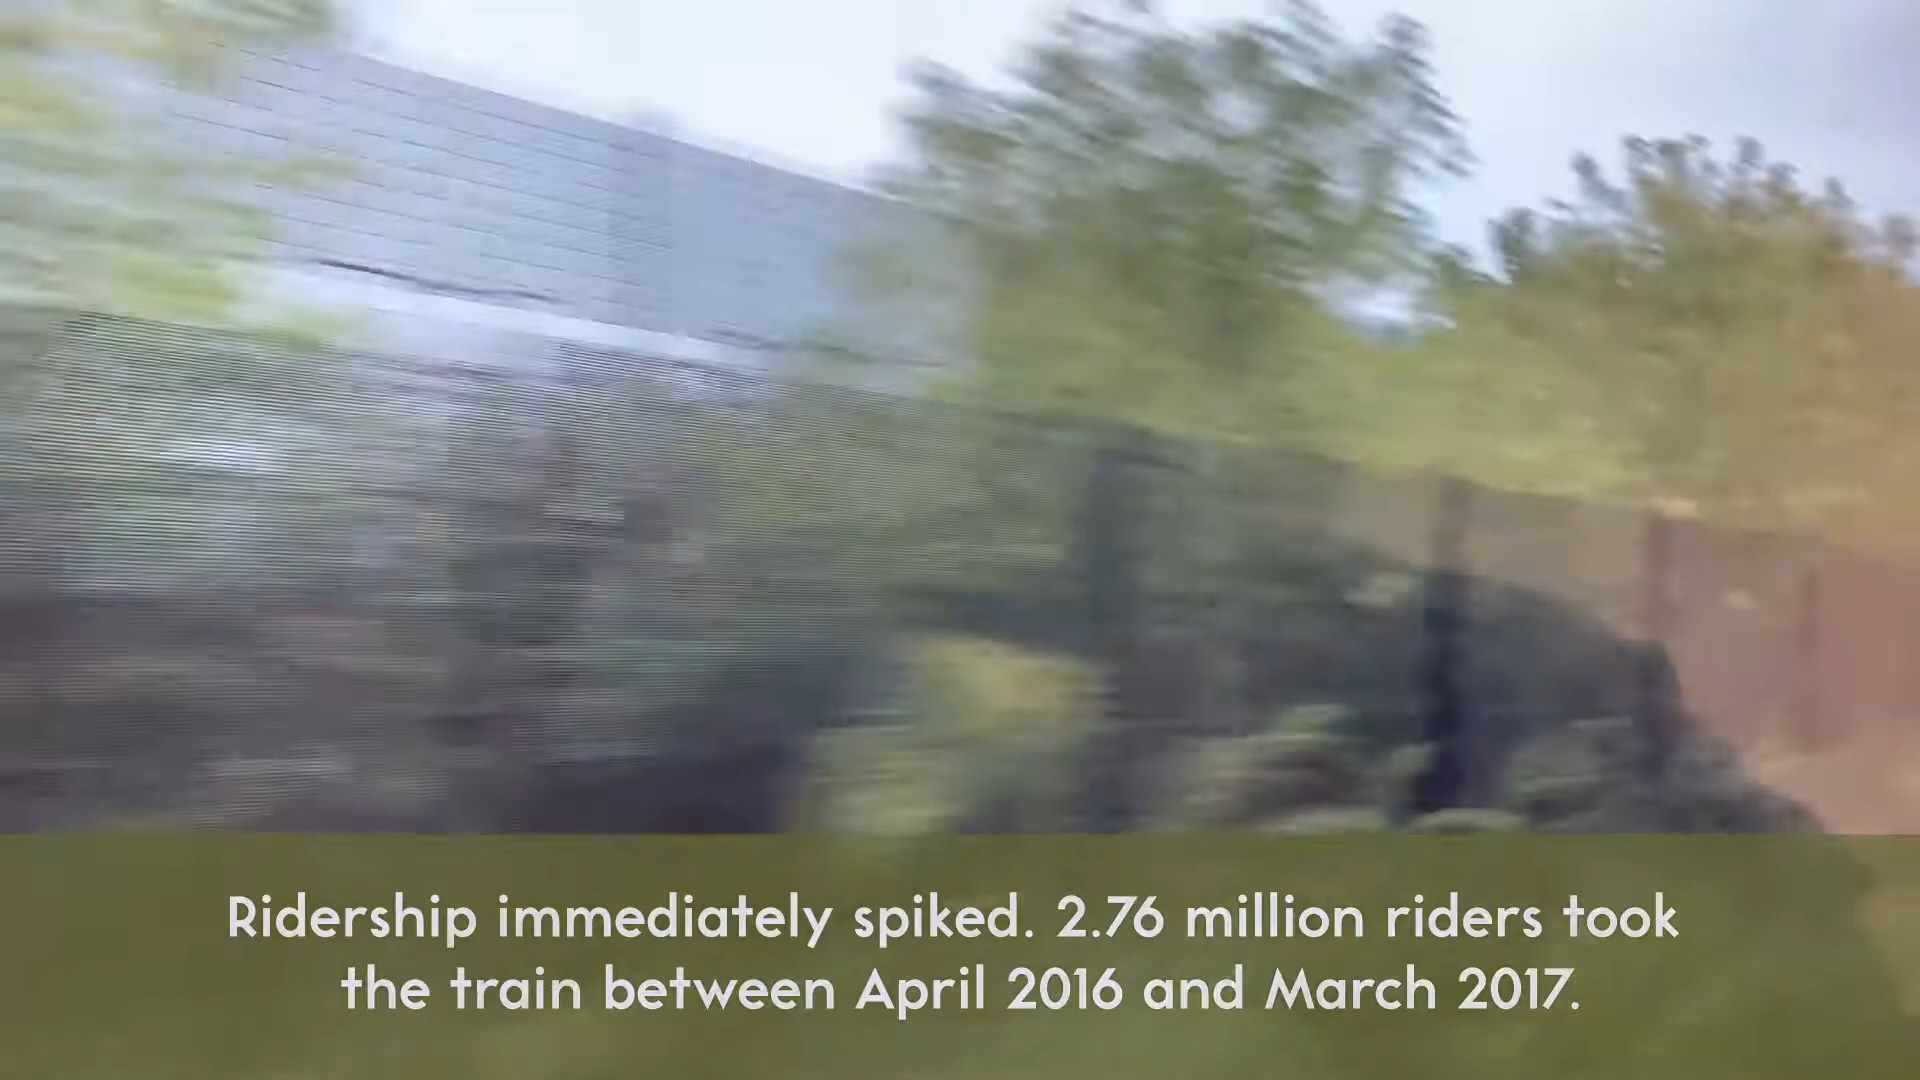 Ridership immediately spiked. 2.76 million riders took
the train between April 2016 and March 2017.